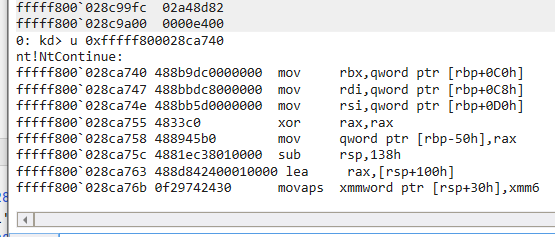 fffff800`028c99fc  02a48d82
fffff800`028c9a00  0000e400
0: kd> u 0xfffff800028ca740
nt!NtContinue:
fffff800`028ca740 488b9dc0000000  mov     rbx,qword ptr [rbp+0C0h]
fffff800`028ca747 488bbdc8000000  mov     rdi,qword ptr [rbp+0C8h]
fffff800`028ca74e 488bb5d0000000  mov     rsi,qword ptr [rbp+0D0h]
fffff800`028ca755 4833c0          xor     rax,rax
fffff800`028ca758 488945b0        mov     qword ptr [rbp-50h],rax
fffff800`028ca75c 4881ec38010000  sub     rsp,138h
fffff800`028ca763 488d842400010000 lea     rax,[rsp+100h]
fffff800`028ca76b 0f29742430      movaps  xmmword ptr [rsp+30h],xmm6